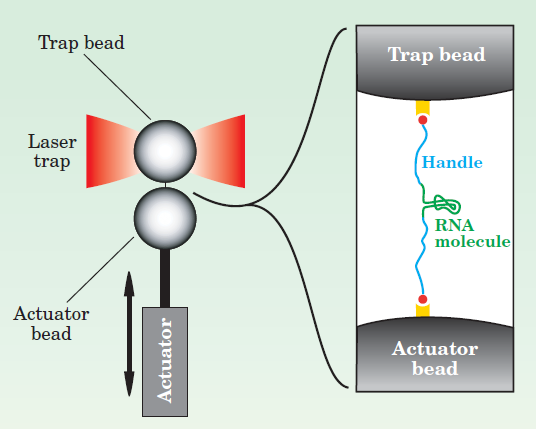 Trap bead
Laser
trap
Actuator
bead
Actuator
Trap bead
Handle
RNA
molecule
Actuator
bead